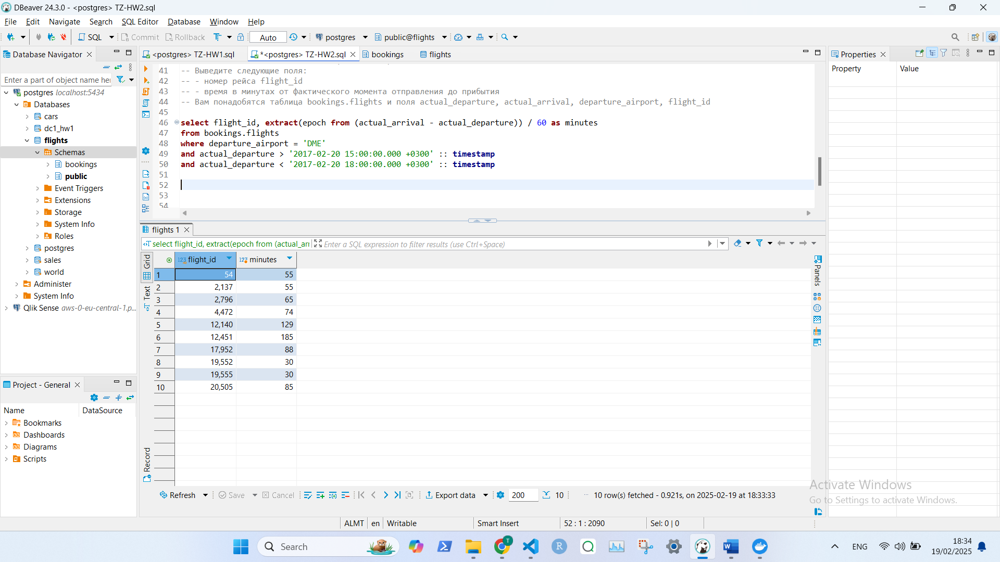 DBeaver 24.3.0 - <postgres> TZ-HW2.sql
File Edit Navigate Search SQL Editor Database Window Help
SQL Commit Rollback Auto postgres public@flights
Database Navigator
<postgres> TZ-HW1.sql *<postgres> TZ-HW2.sql bookings flights
Properties
Enter a part of object name he
postgres localhost:5434
Databases
cars
dc1_hw1
flights
Schemas
bookings
public
Event Triggers
Extensions
Storage
System Info
Roles
postgres
sales
world
Administer
System Info
Qlik Sense aws-0-eu-central-1.p...
41 -- Выведите следующие поля:
42 -- - номер рейса flight_id
43 -- - время в минутах от фактического момента отправления до прибытия
44 -- Вам понадобятся таблица bookings.flights и поля actual_departure, actual_arrival, departure_airport, flight_id
45
46 select flight_id, extract(epoch from (actual_arrival - actual_departure)) / 60 as minutes
47 from bookings.flights
48 where departure_airport = 'DME'
49 and actual_departure > '2017-02-20 15:00:00.000 +0300' :: timestamp
50 and actual_departure < '2017-02-20 18:00:00.000 +0300' :: timestamp
51
52
53
54
Property Value
flights 1
select flight_id, extract(epoch from (actual_arr Enter a SQL expression to filter results (use Ctrl+Space)
Grid
Text
Record
123 flight_id 123 minutes
1 54 55
2 2,137 55
3 2,796 65
4 4,472 74
5 12,140 129
6 12,451 185
7 17,952 88
8 19,552 30
9 19,555 30
10 20,505 85
Panels
Project - General
Name DataSource
Bookmarks
Dashboards
Diagrams
Scripts
Refresh Save Cancel Export data 200 10 10 row(s) fetched - 0.921s, on 2025-02-19 at 18:33:33
Activate Windows
Go to Settings to activate Windows.
ALMT en Writable Smart Insert 52 : 1 : 2090 Sel: 0 | 0
Search
ENG
18:34
19/02/2025